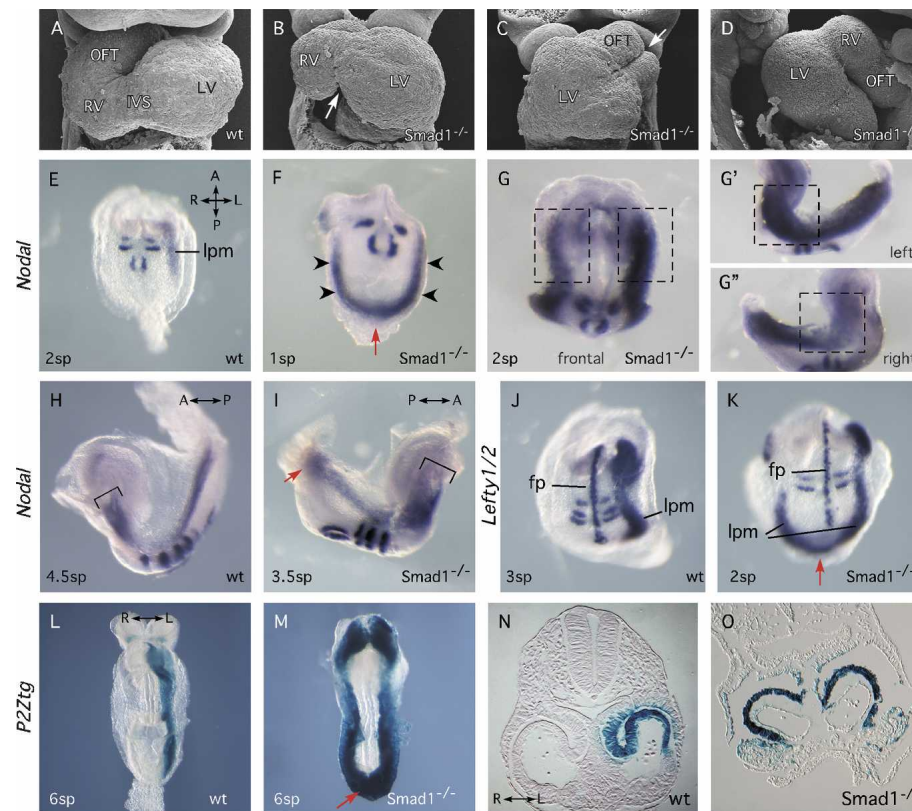 A
OFT
LV
RV
IVS
wt
B
RV
LV
Smad1-/-
C
OFT
LV
Smad1-/-
D
RV
LV
OFT
Smad1-/-
Nodal
E
A
R L
P
lpm
2sp
wt
F
1sp
Smad1-/-
G
2sp
frontal
Smad1-/-
G'
left
G"
right
Nodal
H
A P
4.5sp
wt
I
P A
3.5sp
Smad1-/-
Lefty1/2
J
fp
lpm
3sp
wt
K
fp
lpm
2sp
Smad1-/-
P2Ztg
L
R L
6sp
wt
M
6sp
Smad1-/-
N
R L
wt
O
Smad1-/-